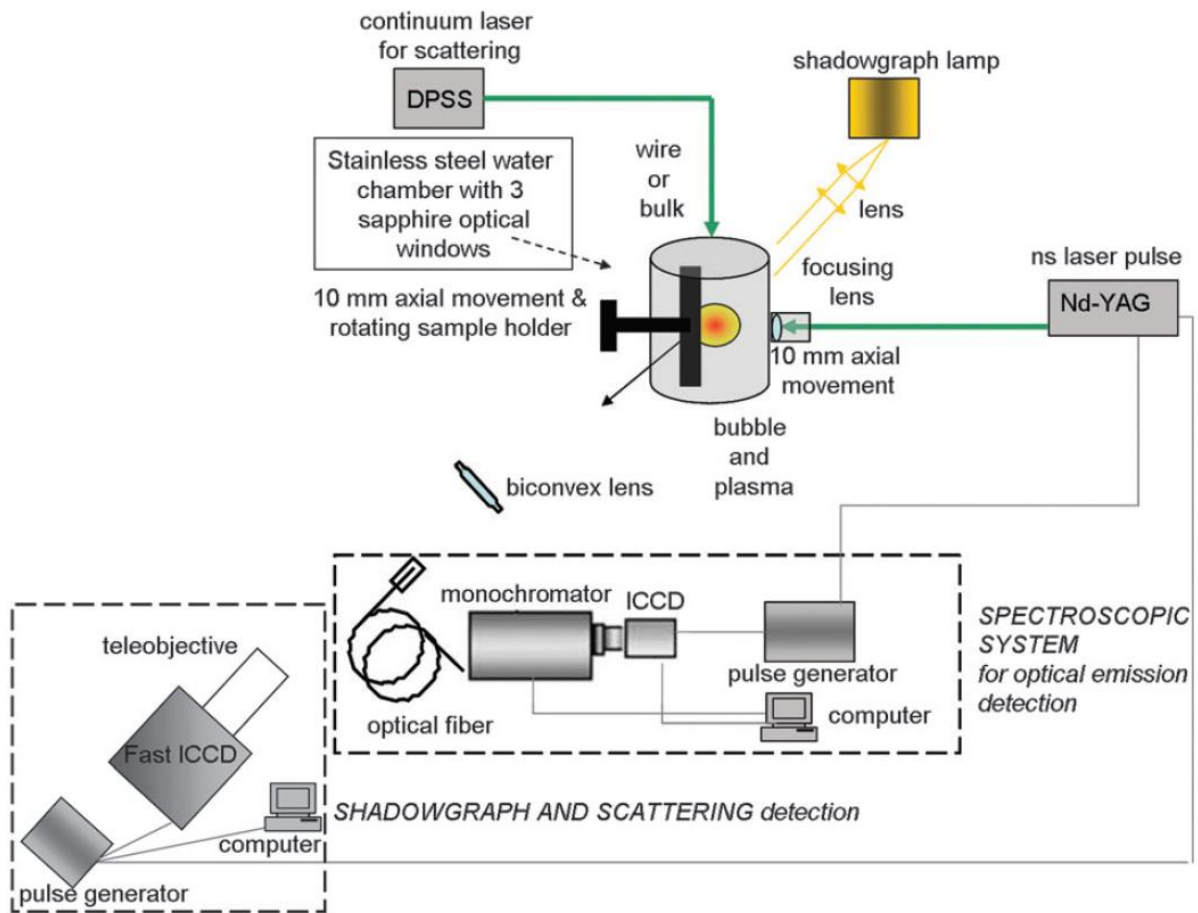 continuum laser
for scattering
DPSS
shadowgraph lamp
Stainless steel water
chamber with 3
sapphire optical
windows
wire
or
bulk
lens
10 mm axial movement &
rotating sample holder
focusing
lens
ns laser pulse
Nd-YAG
10 mm axial
movement
bubble
and
plasma
biconvex lens
monochromator
ICCD
optical fiber
pulse generator
computer
SPECTROSCOPIC
SYSTEM
for optical emission
detection
teleobjective
Fast ICCD
computer
pulse generator
SHADOWGRAPH AND SCATTERING detection